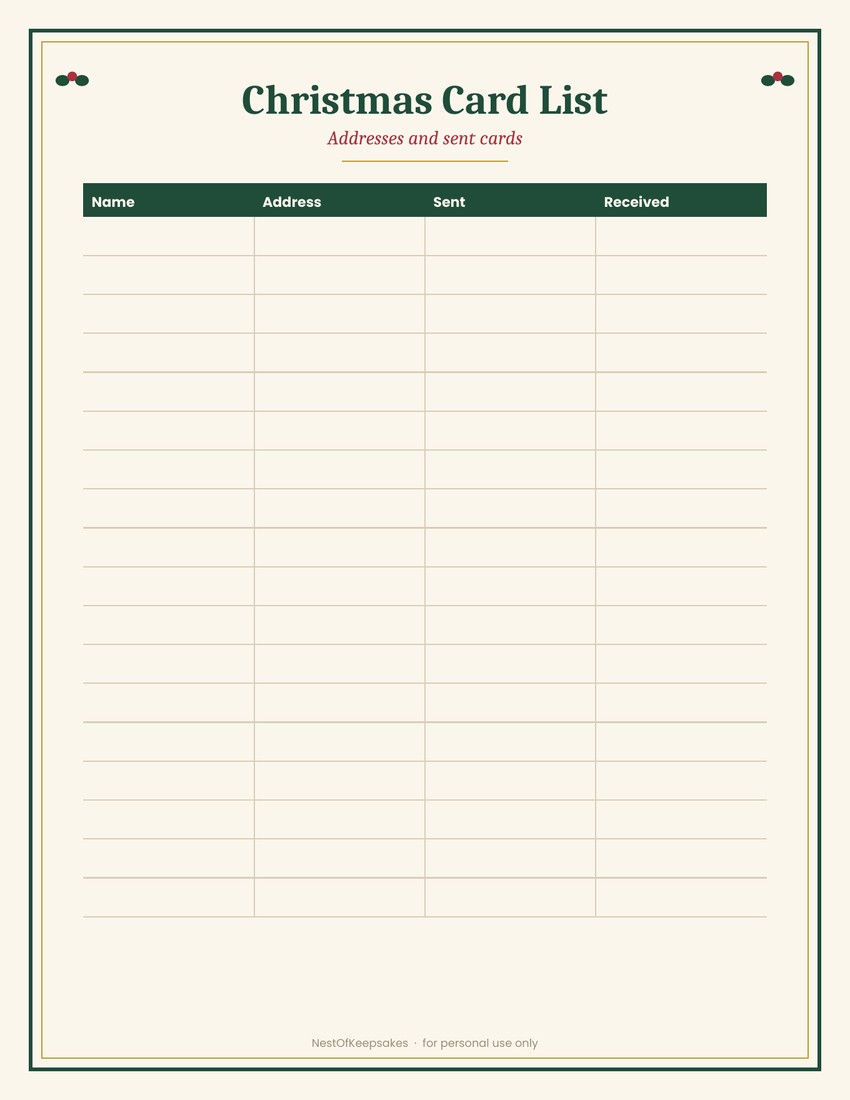 Christmas Card List
Addresses and sent cards
Name Address Sent Received
NestOfKeepsakes · for personal use only